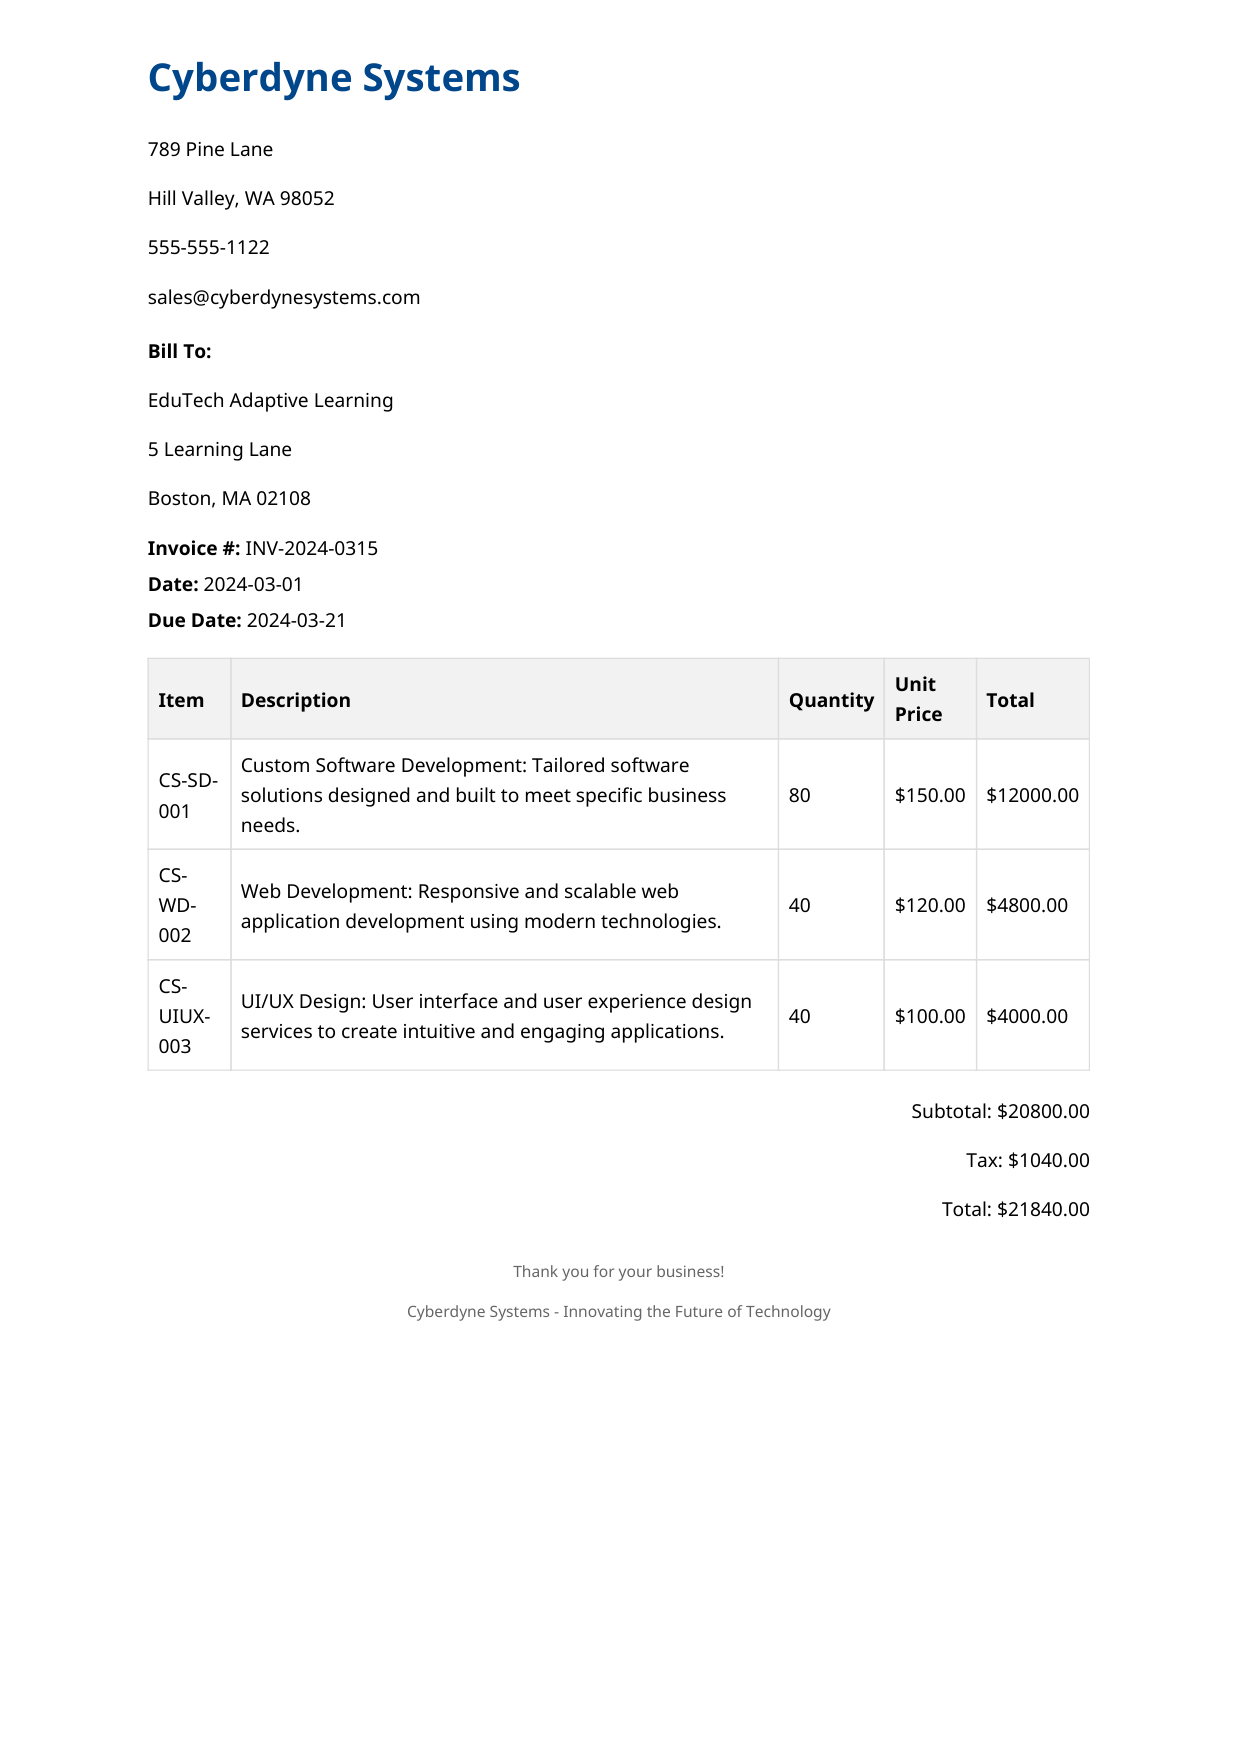 Cyberdyne Systems
789 Pine Lane
Hill Valley, WA 98052
555-555-1122
sales@cyberdynesystems.com
Bill To:
EduTech Adaptive Learning
5 Learning Lane
Boston, MA 02108
Invoice #: INV-2024-0315
Date: 2024-03-01
Due Date: 2024-03-21
Item Description Quantity Unit Price Total
CS-SD-
001
Custom Software Development: Tailored software
solutions designed and built to meet specific business
needs.
80 $150.00 $12000.00
CS-
WD-
002
Web Development: Responsive and scalable web
application development using modern technologies.
40 $120.00 $4800.00
CS-
UIUX-
003
UI/UX Design: User interface and user experience design
services to create intuitive and engaging applications.
40 $100.00 $4000.00
Subtotal: $20800.00
Tax: $1040.00
Total: $21840.00
Thank you for your business!
Cyberdyne Systems - Innovating the Future of Technology